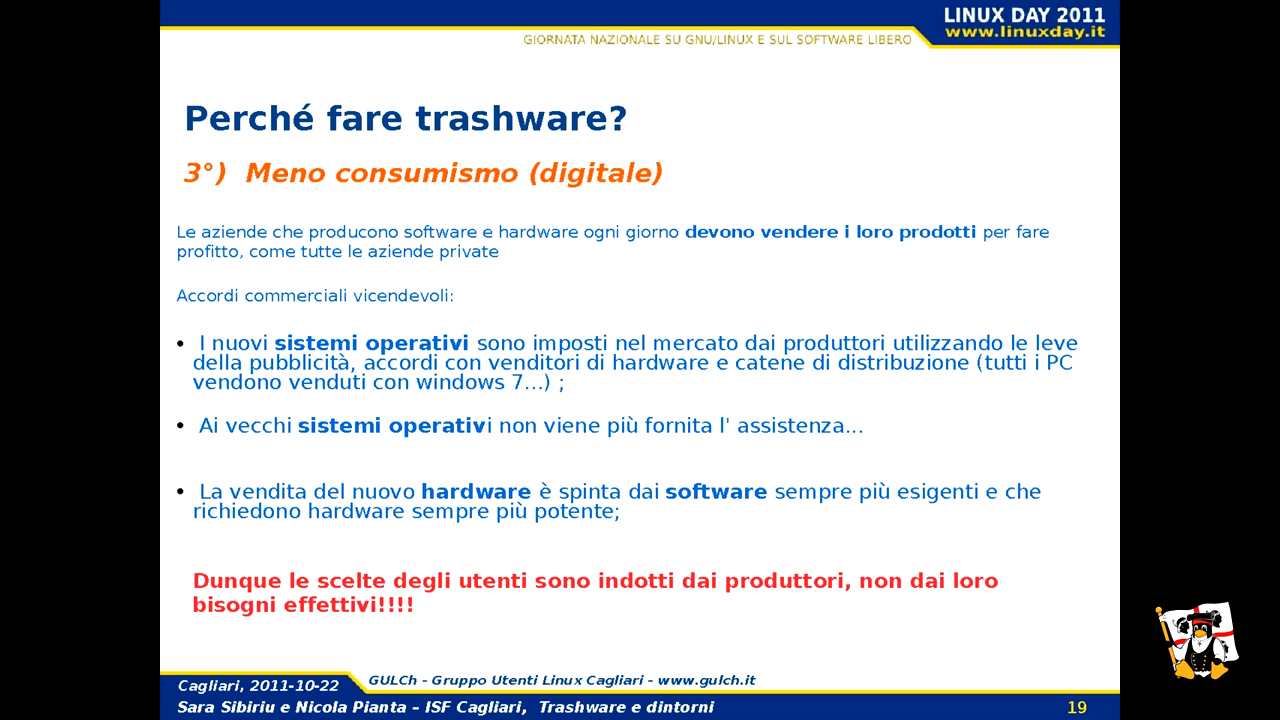 LINUX DAY 2011
www.linuxday.it
GIORNATA NAZIONALE SU GNU/LINUX E SUL SOFTWARE LIBERO
Perché fare trashware?
3°) Meno consumismo (digitale)
Le aziende che producono software e hardware ogni giorno devono vendere i loro prodotti per fare
profitto, come tutte le aziende private
Accordi commerciali vicendevoli:
• I nuovi sistemi operativi sono imposti nel mercato dai produttori utilizzando le leve
della pubblicità, accordi con venditori di hardware e catene di distribuzione (tutti i PC
vendono venduti con windows 7...) ;
• Ai vecchi sistemi operativi non viene più fornita l' assistenza...
• La vendita del nuovo hardware è spinta dai software sempre più esigenti e che
richiedono hardware sempre più potente;
Dunque le scelte degli utenti sono indotti dai produttori, non dai loro
bisogni effettivi!!!!
Cagliari, 2011-10-22
GULCh - Gruppo Utenti Linux Cagliari - www.gulch.it
Sara Sibiriu e Nicola Pianta – ISF Cagliari, Trashware e dintorni
19